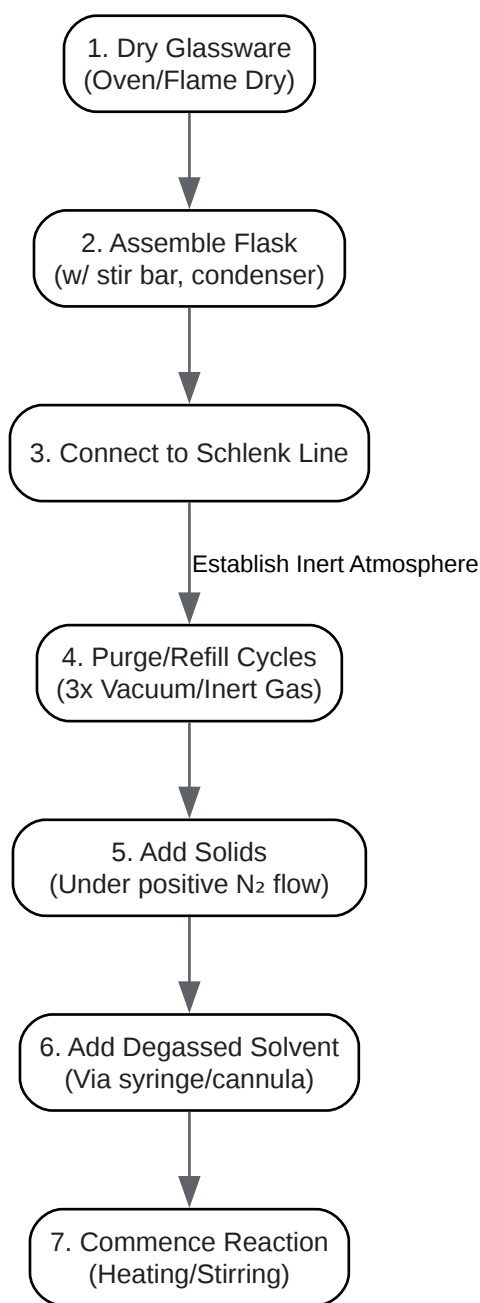 1. Dry Glassware
(Oven/Flame Dry)
2. Assemble Flask
(w/ stir bar, condenser)
3. Connect to Schlenk Line
Establish Inert Atmosphere
4. Purge/Refill Cycles
(3x Vacuum/Inert Gas)
5. Add Solids
(Under positive N₂ flow)
6. Add Degassed Solvent
(Via syringe/cannula)
7. Commence Reaction
(Heating/Stirring)